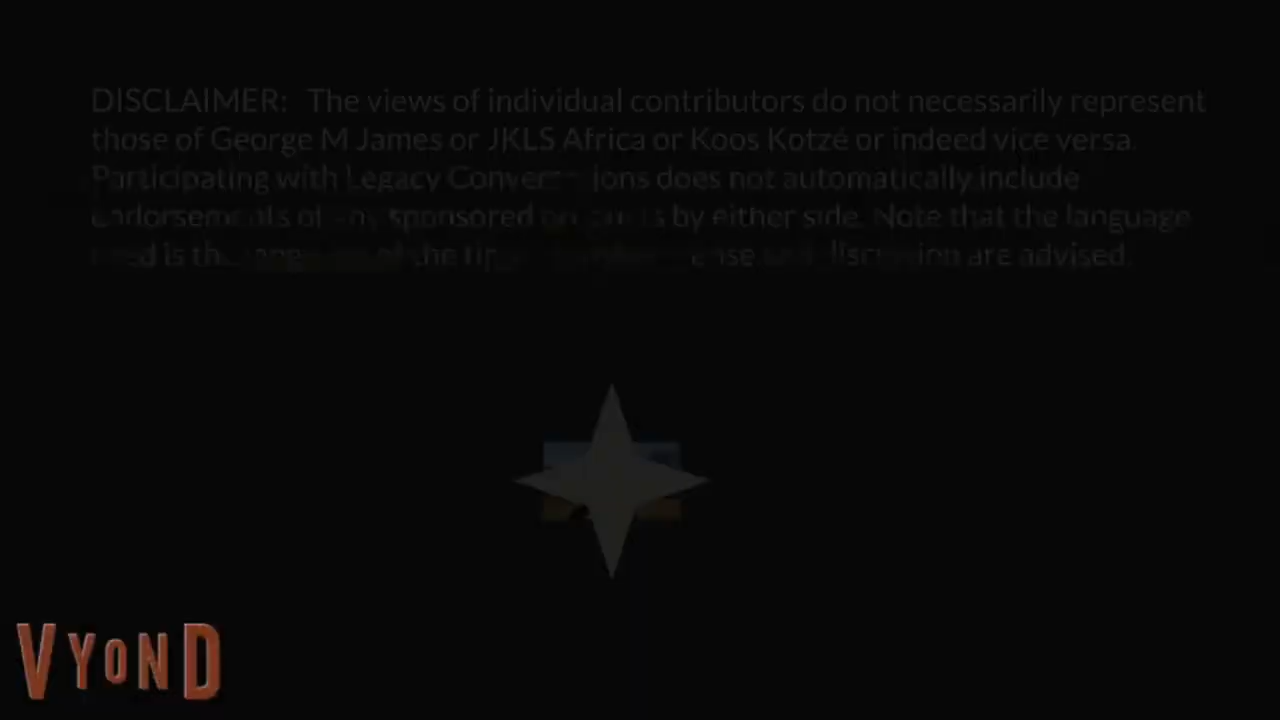 DISCLAIMER: The views of individual contributors do not necessarily represent
those of George M James or JKLS Africa or Koos Kotzé or indeed vice versa.
Participating with Legacy does not automatically include
sponsored by either side. Note that the language
is of the are advised.
VYOND